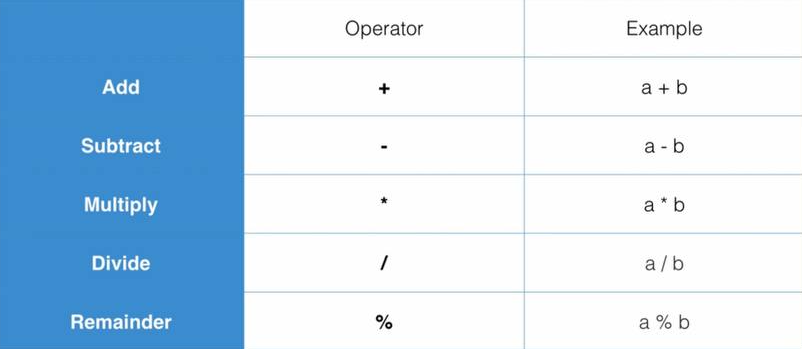 Operator Example
Add + a + b
Subtract - a - b
Multiply * a * b
Divide / a / b
Remainder % a % b